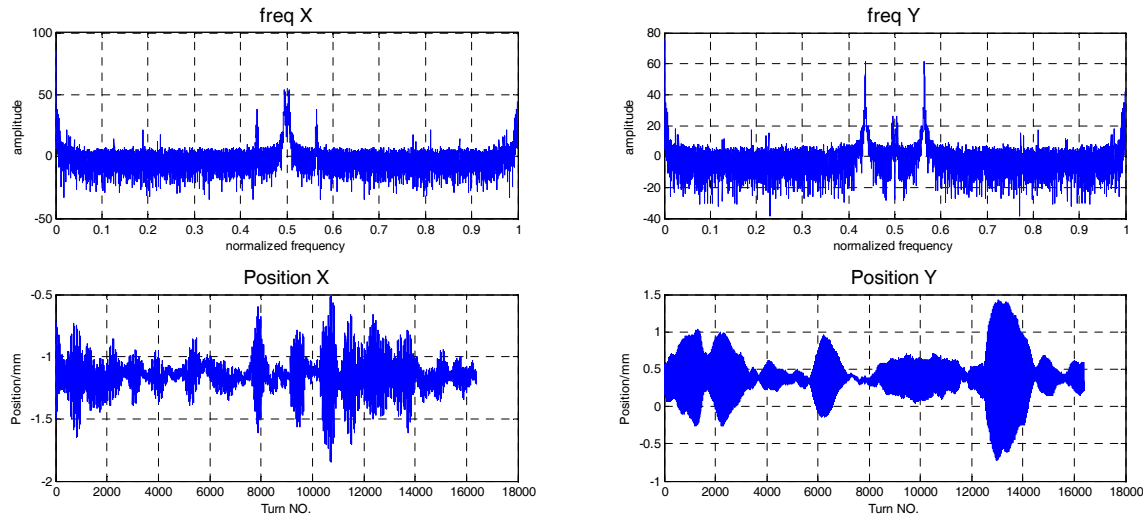 freq X
100
50
0
-50
amplitude
0 0.1 0.2 0.3 0.4 0.5 0.6 0.7 0.8 0.9 1
normalized frequency
freq Y
80
60
40
20
0
-20
-40
amplitude
0 0.1 0.2 0.3 0.4 0.5 0.6 0.7 0.8 0.9 1
normalized frequency
Position X
-0.5
-1
-1.5
-2
Position/mm
0 2000 4000 6000 8000 10000 12000 14000 16000 18000
Turn NO.
Position Y
1.5
1
0.5
0
-0.5
-1
Position/mm
0 2000 4000 6000 8000 10000 12000 14000 16000 18000
Turn NO.